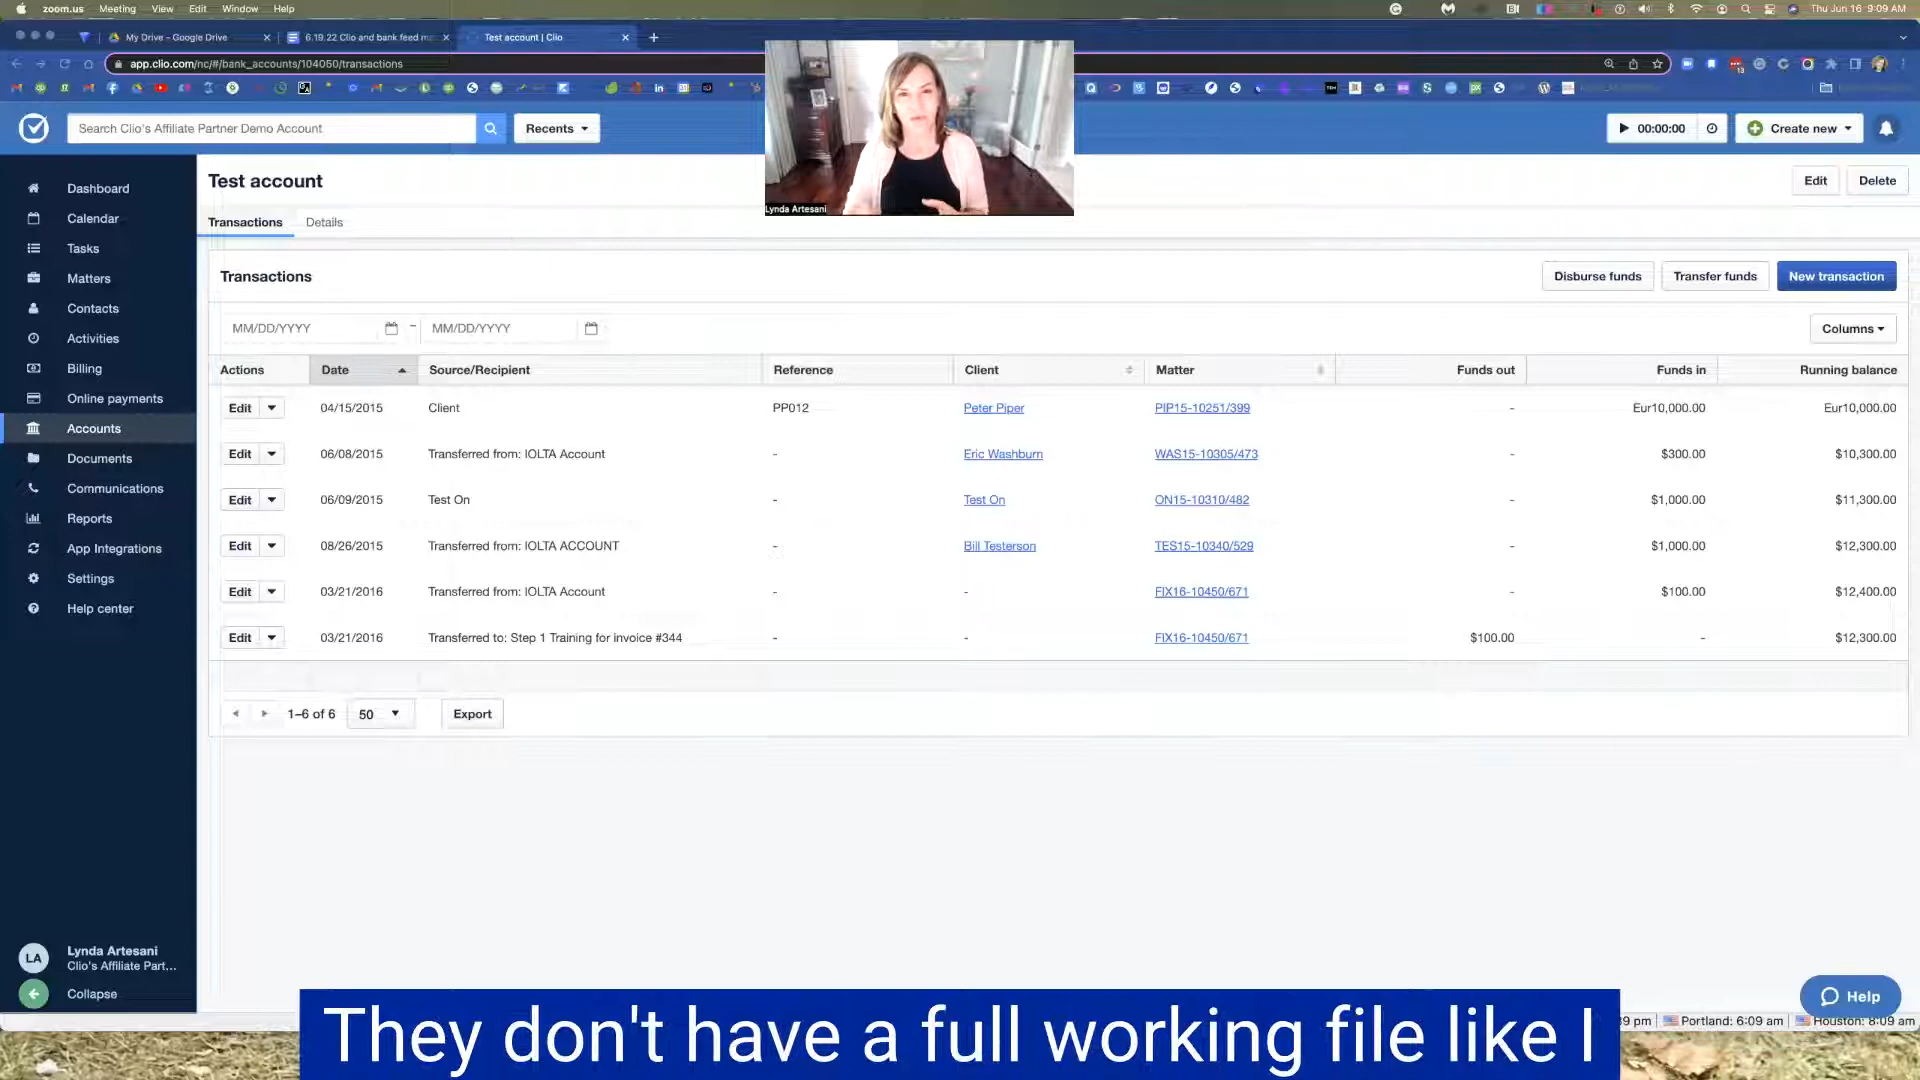 zoom.us Meeting View Edit Window Help Thu Jun 16 9:09 AM
My Drive - Google Drive 6.19.22 Clio and bank feed m Test account | Clio
app.clio.com/nc/#/bank_accounts/104050/transactions
Search Clio's Affiliate Partner Demo Account Recents 00:00:00 Create new
Lynda Artesani
Dashboard
Calendar
Tasks
Matters
Contacts
Activities
Billing
Online payments
Accounts
Documents
Communications
Reports
App Integrations
Settings
Help center
LA Lynda Artesani
Clio's Affiliate Part...
Collapse
Test account Edit Delete
Transactions Details
Transactions Disburse funds Transfer funds New transaction
MM/DD/YYYY - MM/DD/YYYY Columns
Actions Date Source/Recipient Reference Client Matter Funds out Funds in Running balance
Edit 04/15/2015 Client PP012 Peter Piper PIP15-10251/399 - Eur10,000.00 Eur10,000.00
Edit 06/08/2015 Transferred from: IOLTA Account - Eric Washburn WAS15-10305/473 - $300.00 $10,300.00
Edit 06/09/2015 Test On - Test On ON15-10310/482 - $1,000.00 $11,300.00
Edit 08/26/2015 Transferred from: IOLTA ACCOUNT - Bill Testerson TES15-10340/529 - $1,000.00 $12,300.00
Edit 03/21/2016 Transferred from: IOLTA Account - - FIX16-10450/671 - $100.00 $12,400.00
Edit 03/21/2016 Transferred to: Step 1 Training for invoice #344 - - FIX16-10450/671 $100.00 - $12,300.00
1–6 of 6 50 Export
Help
9 pm Portland: 6:09 am Houston: 8:09 am
They don't have a full working file like I